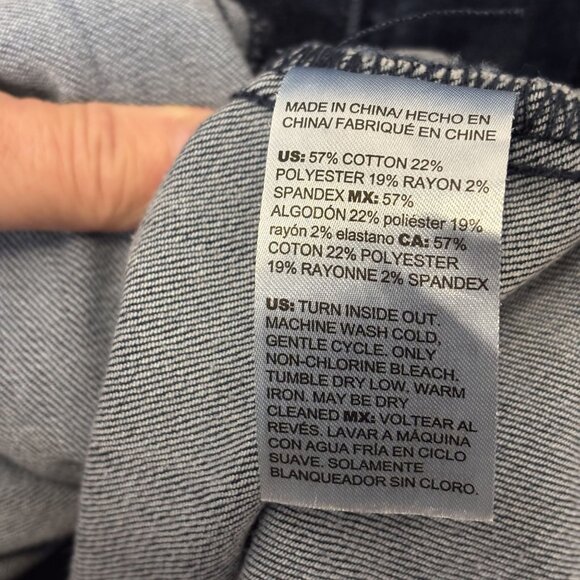 MADE IN CHINA/ HECHO EN
CHINA/ FABRIQUÉ EN CHINE
US: 57% COTTON 22%
POLYESTER 19% RAYON 2%
SPANDEX MX: 57%
ALGODÓN 22% poliéster 19%
rayón 2% elastano CA: 57%
COTON 22% POLYESTER
19% RAYONNE 2% SPANDEX
US: TURN INSIDE OUT.
MACHINE WASH COLD,
GENTLE CYCLE. ONLY
NON-CHLORINE BLEACH.
TUMBLE DRY LOW. WARM
IRON. MAY BE DRY
CLEANED MX: VOLTEAR AL
REVÉS. LAVAR A MÁQUINA
CON AGUA FRÍA EN CICLO
SUAVE. SOLAMENTE
BLANQUEADOR SIN CLORO.